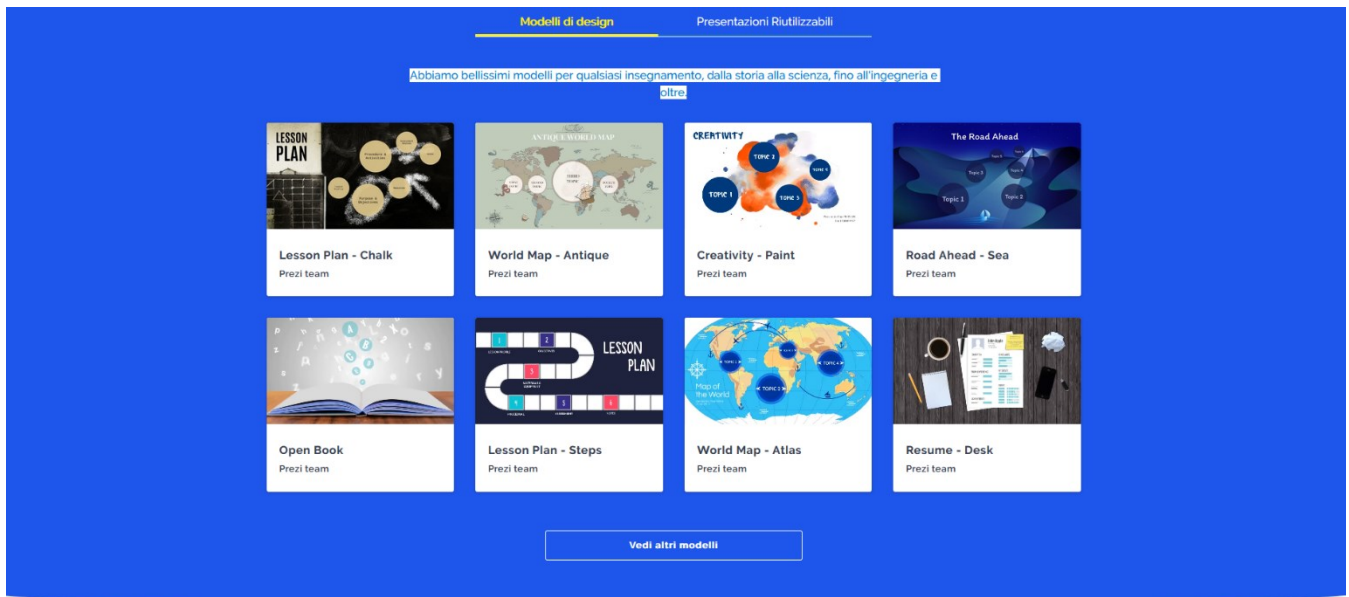 Modelli di design
Presentazioni Riutilizzabili
Abbiamo bellissimi modelli per qualsiasi insegnamento, dalla storia alla scienza, fino all'ingegneria e
oltre.
LESSON
PLAN
ANTIQUE WORLD MAP
CREATIVITY
TOPIC 1
TOPIC 3
The Road Ahead
Topic 1
Topic 2
Topic 3
Lesson Plan - Chalk
Prezi team
World Map - Antique
Prezi team
Creativity - Paint
Prezi team
Road Ahead - Sea
Prezi team
LESSON
PLAN
1
2
3
4
5
6
Map of
the World
Open Book
Prezi team
Lesson Plan - Steps
Prezi team
World Map - Atlas
Prezi team
Resume - Desk
Prezi team
Vedi altri modelli